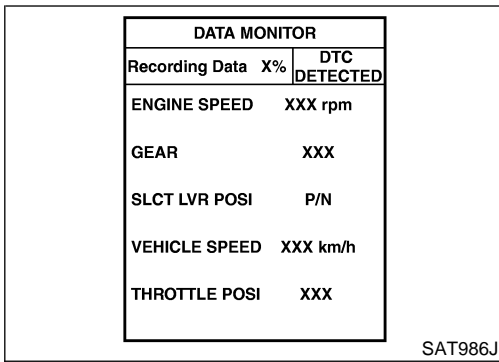 DATA MONITOR
Recording Data X% DTC DETECTED
ENGINE SPEED XXX rpm
GEAR XXX
SLCT LVR POSI P/N
VEHICLE SPEED XXX km/h
THROTTLE POSI XXX
SAT986J